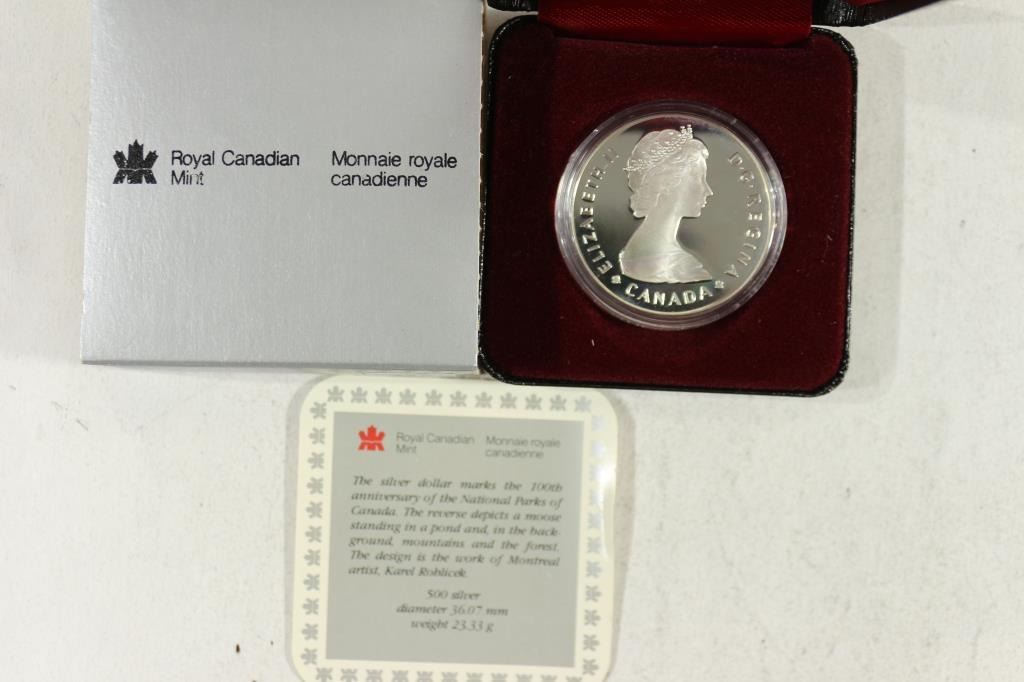 Royal Canadian Mint
Monnaie royale canadienne
ELIZABETH II
D·G·REGINA
CANADA
Royal Canadian Mint
Monnaie royale canadienne
The silver dollar marks the 100th
anniversary of the National Parks of
Canada. The reverse depicts a moose
standing in a pond and, in the back-
ground, mountains and the forest.
The design is the work of Montreal
artist, Karel Rohlicek.
500 silver
diameter 36.07 mm
weight 23.33 g